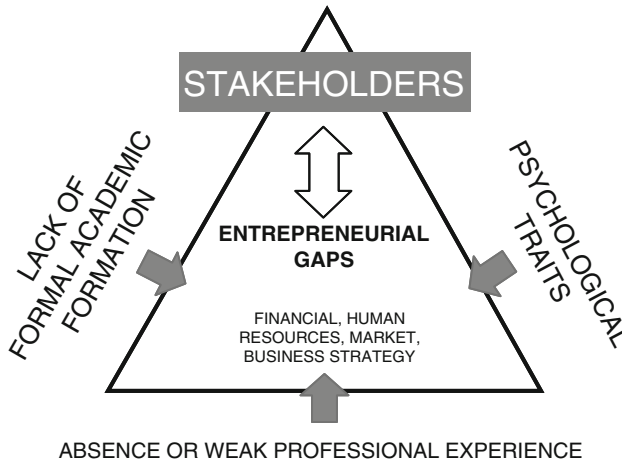 STAKEHOLDERS
LACK OF
FORMAL ACADEMIC
FORMATION
PSYCHOLOGICAL
TRAITS
ENTREPRENEURIAL
GAPS
FINANCIAL, HUMAN
RESOURCES, MARKET,
BUSINESS STRATEGY
ABSENCE OR WEAK PROFESSIONAL EXPERIENCE